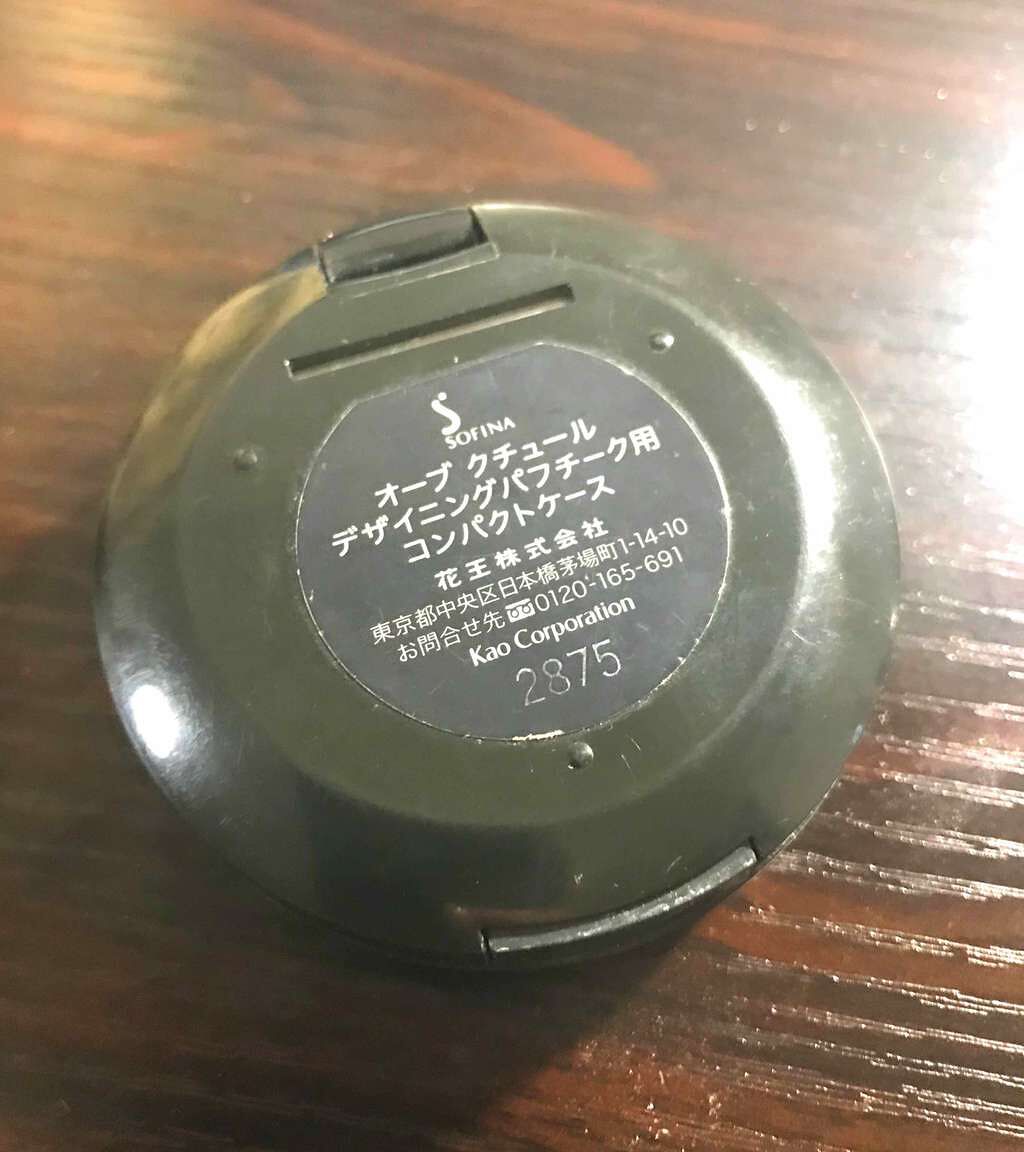 SOFINA
オーブ クチュール
デザイニングパフチーク用
コンパクトケース
花王株式会社
東京都中央区日本橋茅場町1-14-10
お問合せ先 0120-165-691
Kao Corporation
2875